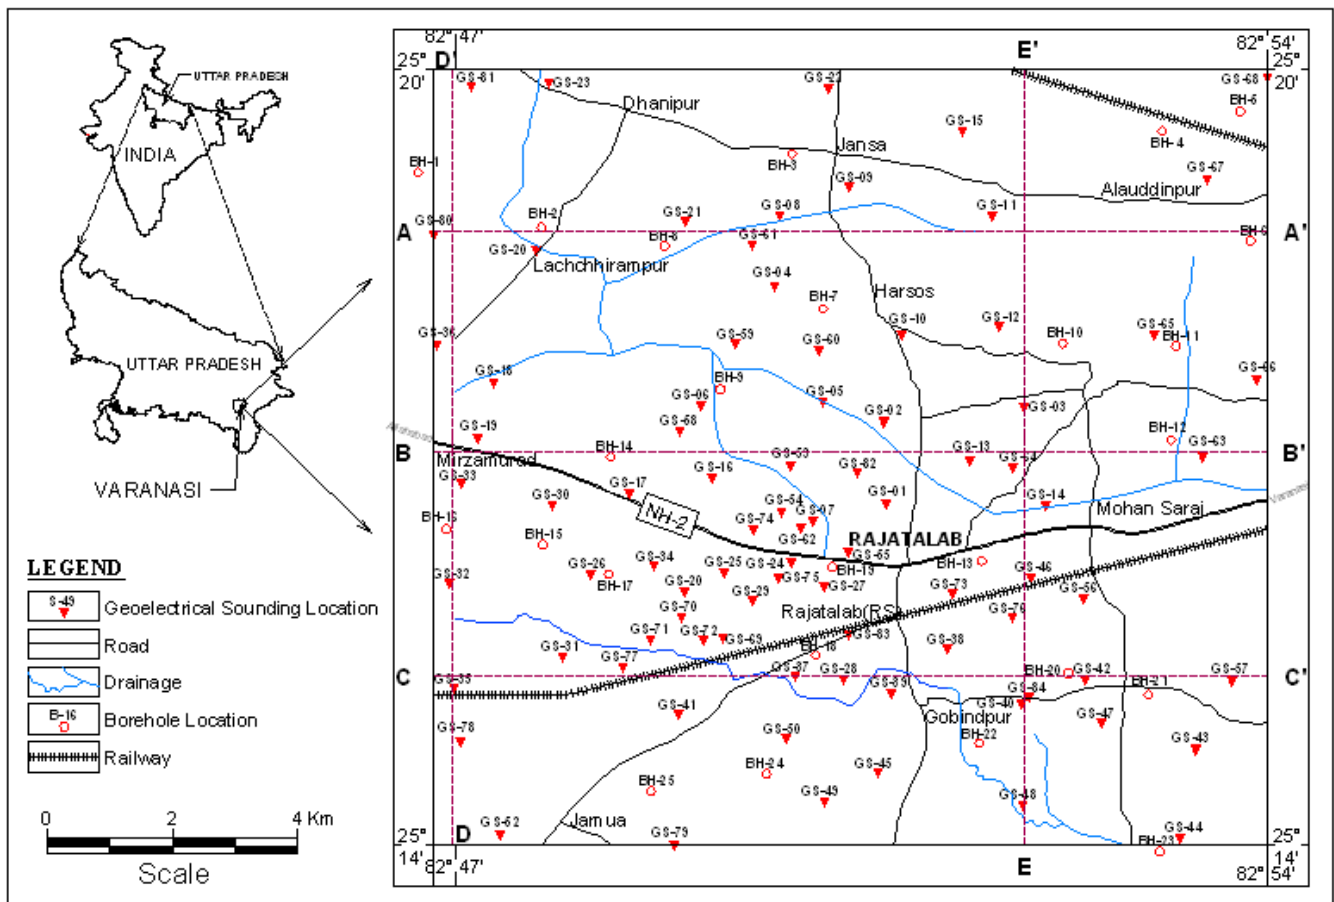 UTTAR PRADESH
INDIA
UTTAR PRADESH
VARANASI
LEGEND
S-49
Geoelectrical Sounding Location
Road
Drainage
B-16
Borehole Location
Railway
0 2 4 Km
Scale
82° 47'
82° 54'
25° 20'
D'
E'
25° 20'
GS-81
GS-23
GS-68
BH-5
Dhanipur
GS-15
BH-4
BH-1
BH-3
Jansa
GS-67
GS-09
Alauddinpur
GS-80
BH-2
GS-21
GS-08
GS-11
A
A'
GS-20
BH-8
GS-61
Lachchhirampur
GS-04
BH-7
Harsos
GS-10
GS-12
BH-10
GS-65
BH-11
GS-59
GS-60
GS-18
BH-9
GS-06
GS-05
GS-02
GS-03
GS-19
GS-58
BH-12
GS-63
B
Mirzamurad
BH-14
GS-53
GS-13
B'
GS-33
GS-16
GS-82
GS-30
GS-17
GS-54
GS-01
GS-14
NH-2
GS-74
GS-07
Mohan Sarai
BH-16
BH-15
GS-62
RAJATALAB
GS-32
GS-26
BH-17
GS-34
GS-25
GS-24
BH-19
BH-13
GS-46
GS-20
GS-75
GS-27
GS-73
GS-56
GS-70
GS-29
Rajatalab(RS)
GS-76
GS-71
GS-72
GS-69
GS-83
GS-31
GS-77
BH-18
GS-38
C
GS-37
GS-28
BH-20
GS-42
GS-57
C'
GS-39
GS-40
GS-84
BH-21
GS-41
Gobindpur
GS-47
GS-78
GS-50
BH-22
GS-43
BH-25
BH-24
GS-45
GS-49
GS-48
GS-52
D
Jamua
GS-79
E
GS-44
BH-23
25° 14'
25° 14'
82° 47'
82° 54'